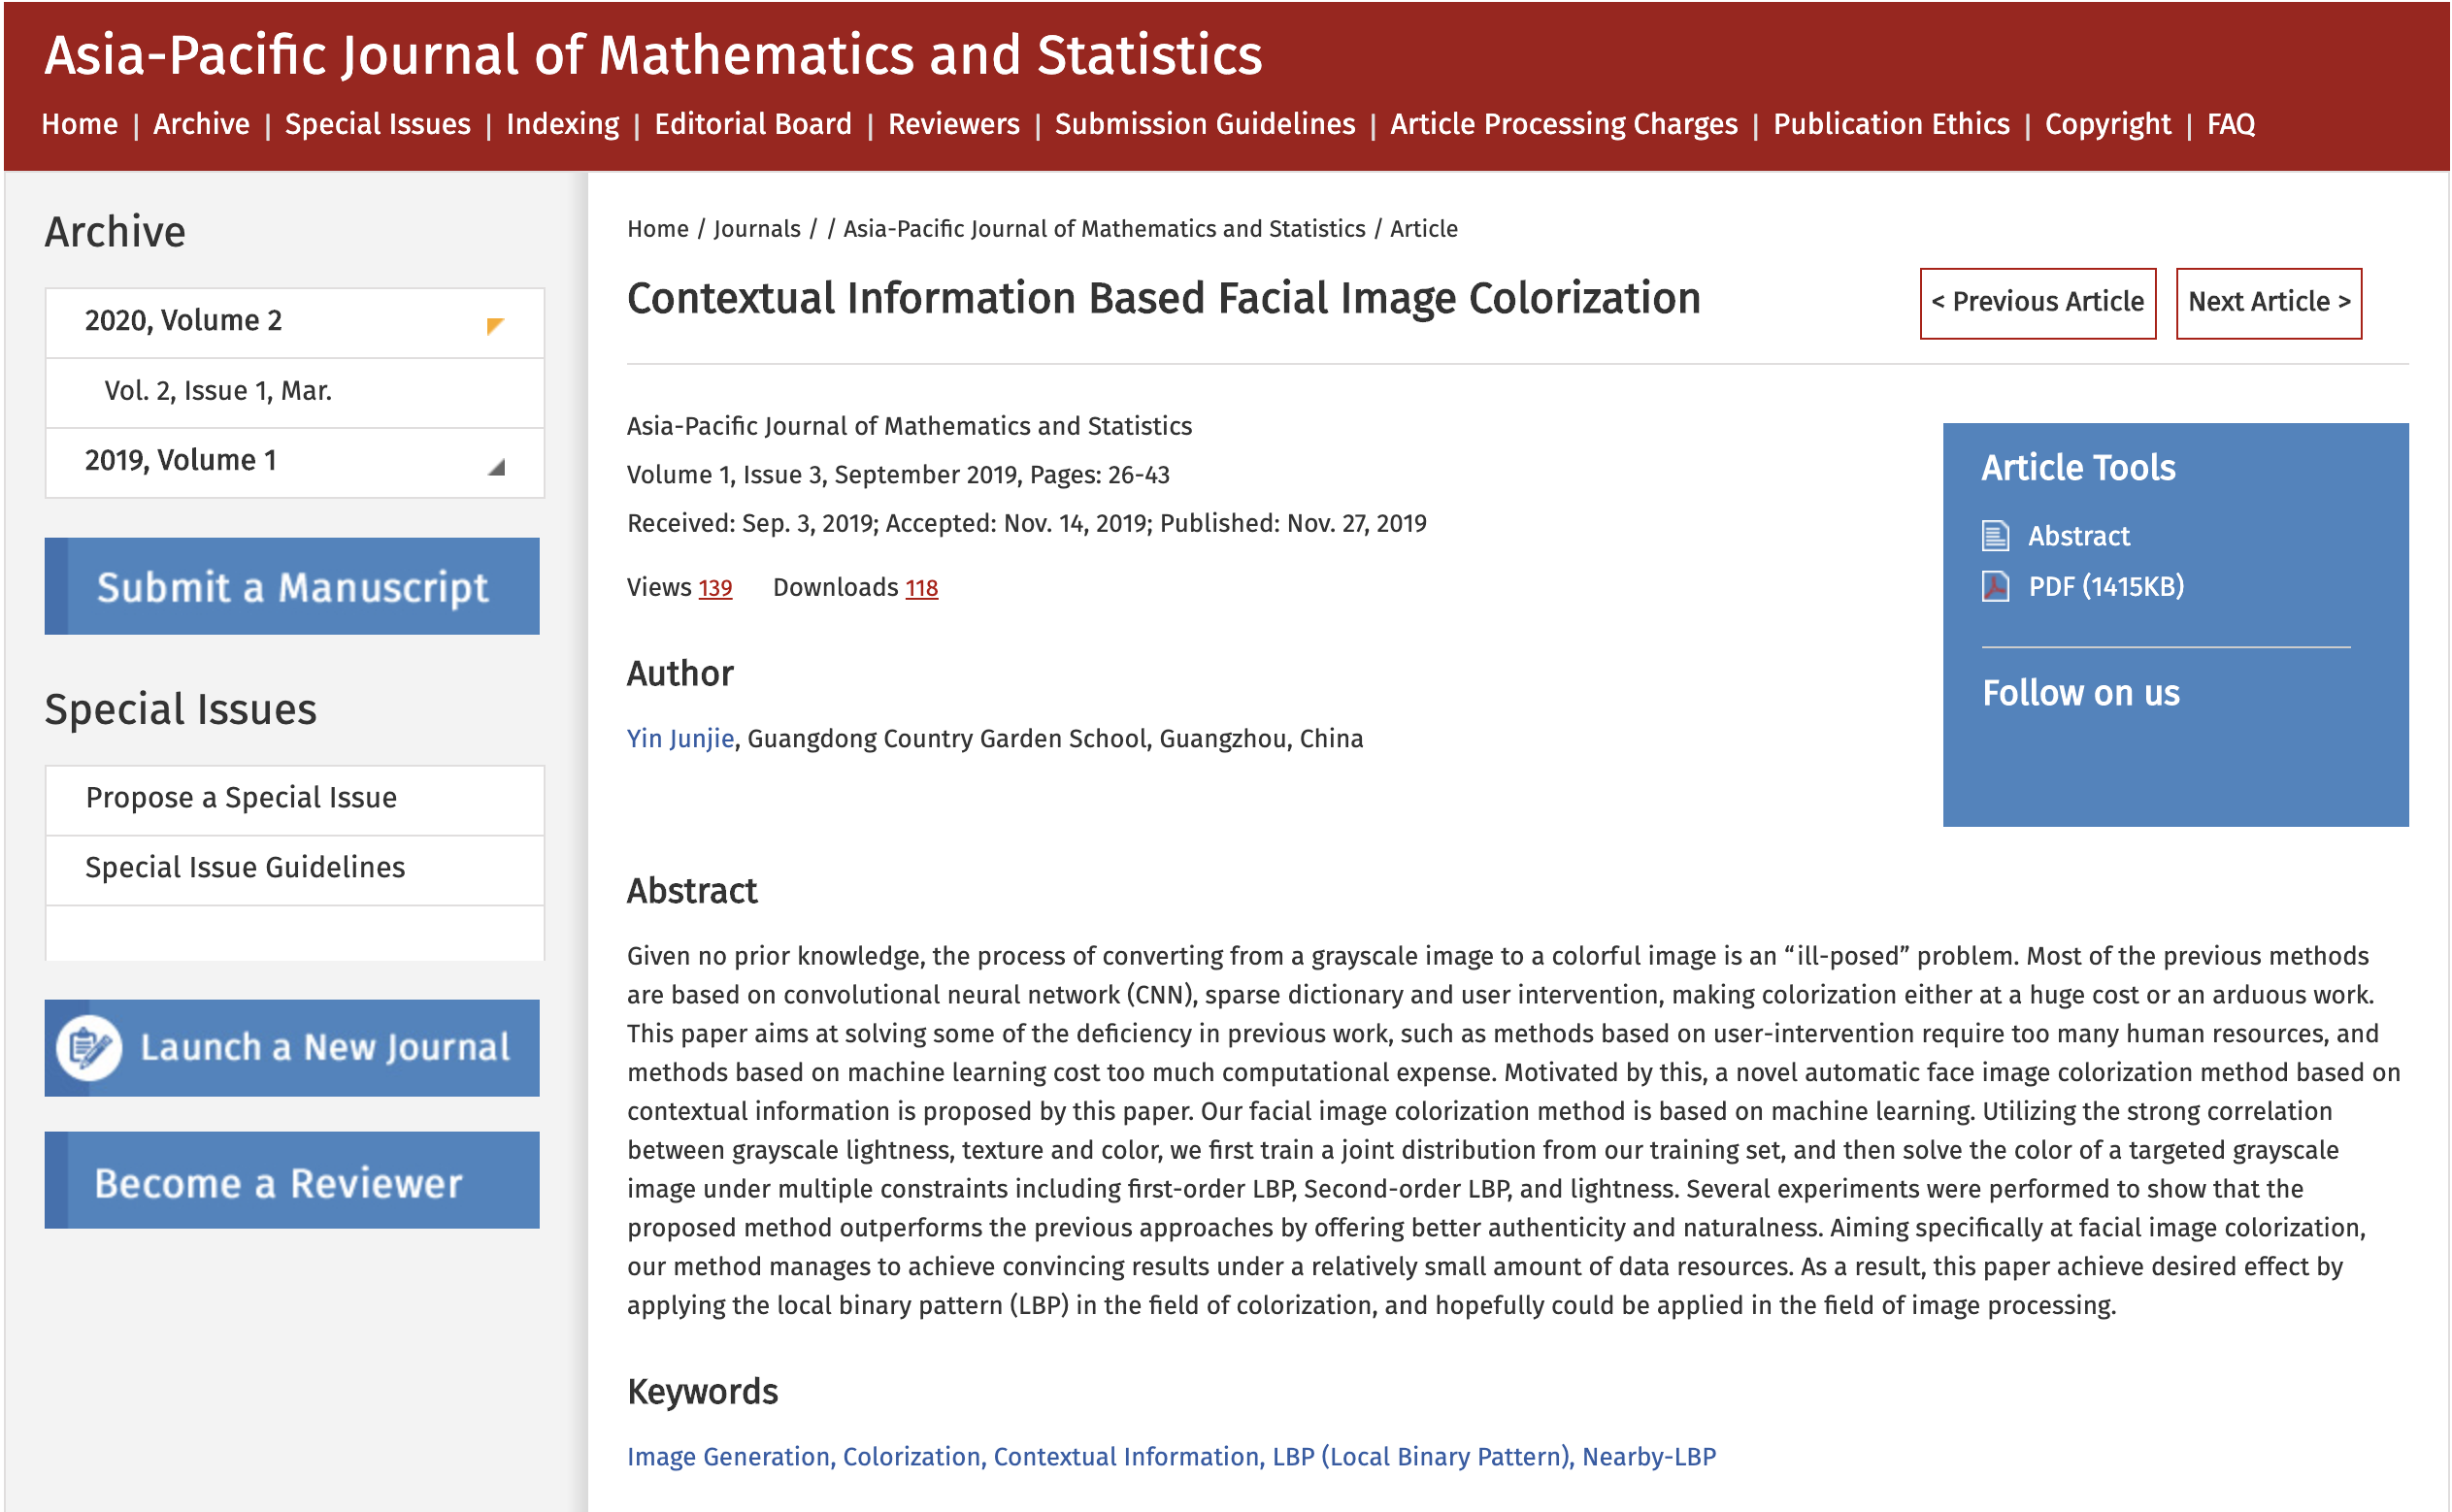 Asia-Pacific Journal of Mathematics and Statistics
Home | Archive | Special Issues | Indexing | Editorial Board | Reviewers | Submission Guidelines | Article Processing Charges | Publication Ethics | Copyright | FAQ
Archive
2020, Volume 2
Vol. 2, Issue 1, Mar.
2019, Volume 1
Submit a Manuscript
Special Issues
Propose a Special Issue
Special Issue Guidelines
Launch a New Journal
Become a Reviewer
Home / Journals / / Asia-Pacific Journal of Mathematics and Statistics / Article
Contextual Information Based Facial Image Colorization
< Previous Article
Next Article >
Asia-Pacific Journal of Mathematics and Statistics
Volume 1, Issue 3, September 2019, Pages: 26-43
Received: Sep. 3, 2019; Accepted: Nov. 14, 2019; Published: Nov. 27, 2019
Views 139 Downloads 118
Article Tools
Abstract
PDF (1415KB)
Follow on us
Author
Yin Junjie, Guangdong Country Garden School, Guangzhou, China
Abstract
Given no prior knowledge, the process of converting from a grayscale image to a colorful image is an “ill-posed” problem. Most of the previous methods
are based on convolutional neural network (CNN), sparse dictionary and user intervention, making colorization either at a huge cost or an arduous work.
This paper aims at solving some of the deficiency in previous work, such as methods based on user-intervention require too many human resources, and
methods based on machine learning cost too much computational expense. Motivated by this, a novel automatic face image colorization method based on
contextual information is proposed by this paper. Our facial image colorization method is based on machine learning. Utilizing the strong correlation
between grayscale lightness, texture and color, we first train a joint distribution from our training set, and then solve the color of a targeted grayscale
image under multiple constraints including first-order LBP, Second-order LBP, and lightness. Several experiments were performed to show that the
proposed method outperforms the previous approaches by offering better authenticity and naturalness. Aiming specifically at facial image colorization,
our method manages to achieve convincing results under a relatively small amount of data resources. As a result, this paper achieve desired effect by
applying the local binary pattern (LBP) in the field of colorization, and hopefully could be applied in the field of image processing.
Keywords
Image Generation, Colorization, Contextual Information, LBP (Local Binary Pattern), Nearby-LBP